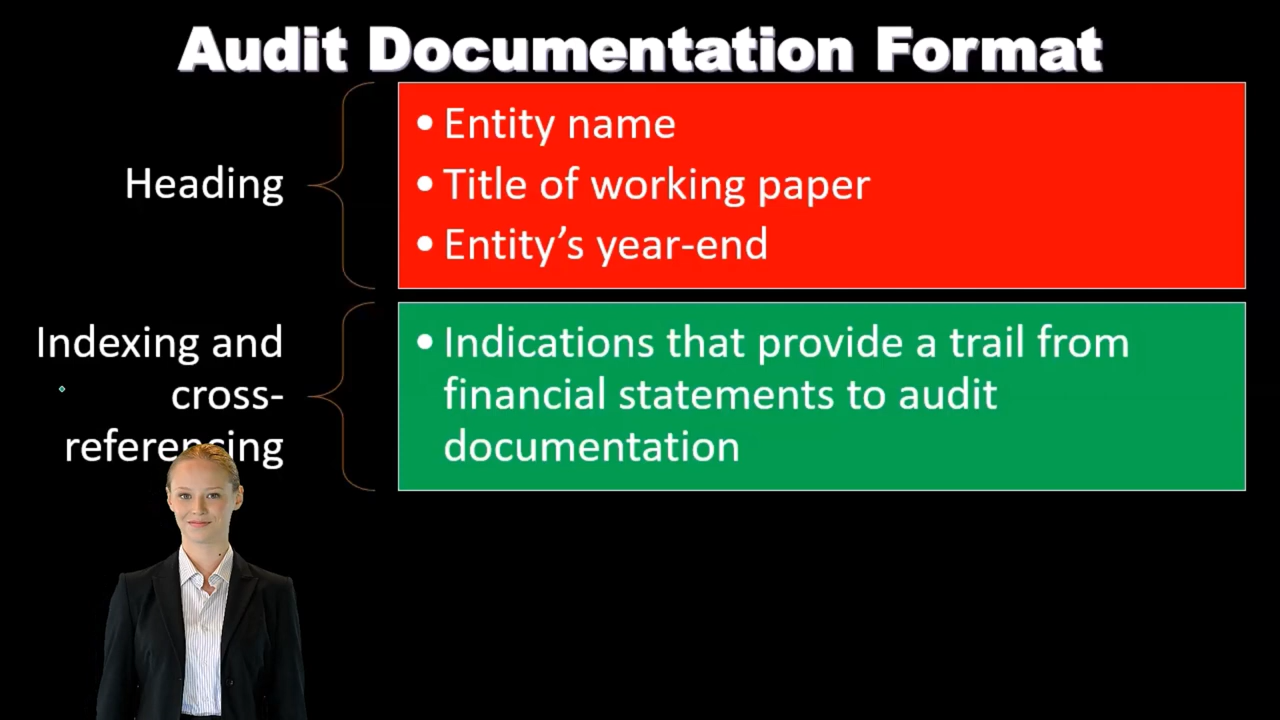 Audit Documentation Format
Heading
• Entity name
• Title of working paper
• Entity’s year-end
Indexing and
cross-
referencing
• Indications that provide a trail from
financial statements to audit
documentation